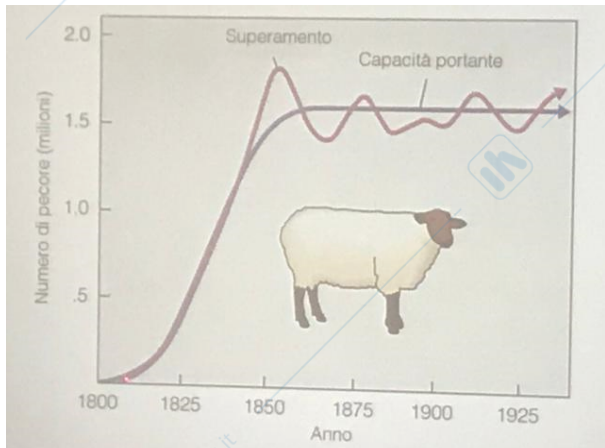 2.0
Superamento
Capacità portante
1.5
1.0
.5
Numero di pecore (milioni)
1800 1825 1850 1875 1900 1925
Anno
it